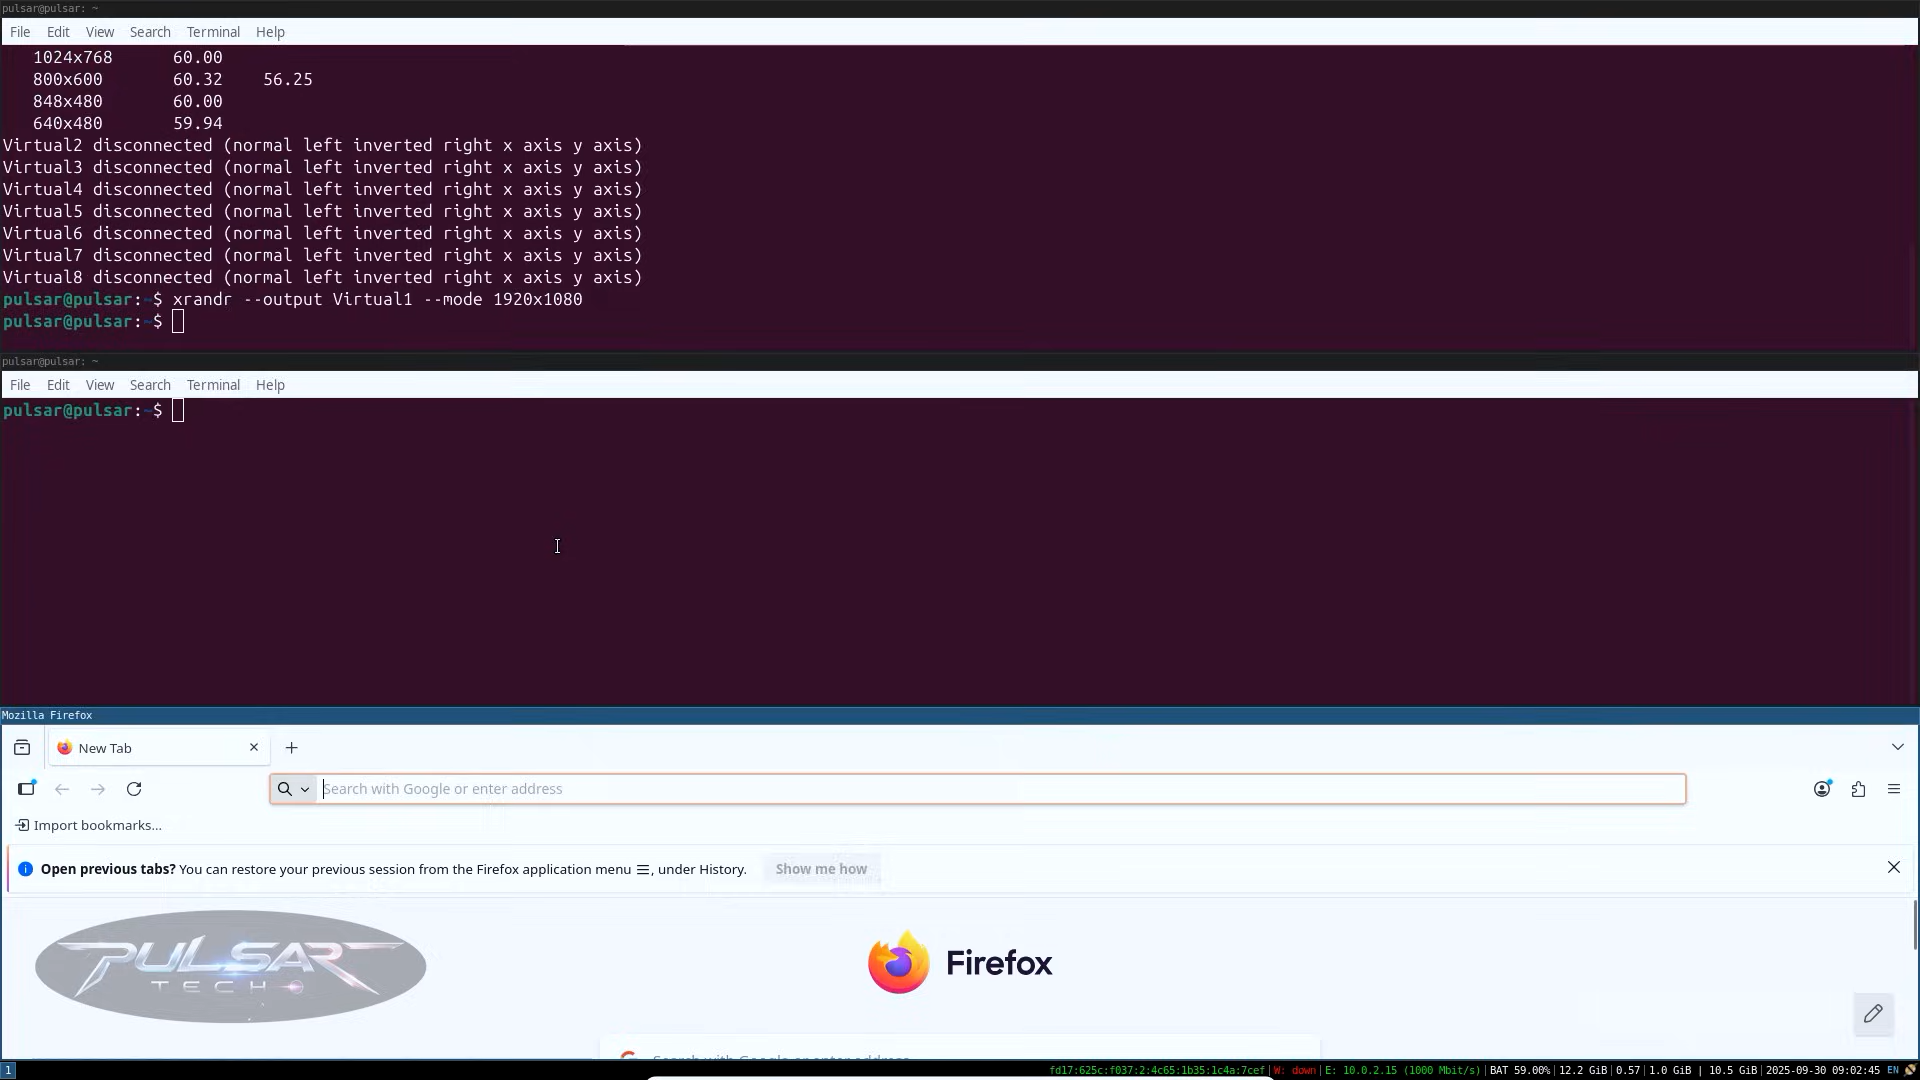 pulsar@pulsar: ~
File Edit View Search Terminal Help
1024x768 60.00
800x600 60.32 56.25
848x480 60.00
640x480 59.94
Virtual2 disconnected (normal left inverted right x axis y axis)
Virtual3 disconnected (normal left inverted right x axis y axis)
Virtual4 disconnected (normal left inverted right x axis y axis)
Virtual5 disconnected (normal left inverted right x axis y axis)
Virtual6 disconnected (normal left inverted right x axis y axis)
Virtual7 disconnected (normal left inverted right x axis y axis)
Virtual8 disconnected (normal left inverted right x axis y axis)
pulsar@pulsar:~$ xrandr --output Virtual1 --mode 1920x1080
pulsar@pulsar:~$
pulsar@pulsar: ~
File Edit View Search Terminal Help
pulsar@pulsar:~$
Mozilla Firefox
New Tab
Search with Google or enter address
Import bookmarks...
Open previous tabs? You can restore your previous session from the Firefox application menu ☰, under History. Show me how
PULSAR
TECH
Firefox
Search with Google or enter address
1 fd17:625c:f037:2:4c65:1b35:1c4a:7cef|W: down|E: 10.0.2.15 (1000 Mbit/s)|BAT 59.00%|12.2 GiB|0.57|1.0 GiB | 10.5 GiB|2025-09-30 09:02:45 EN